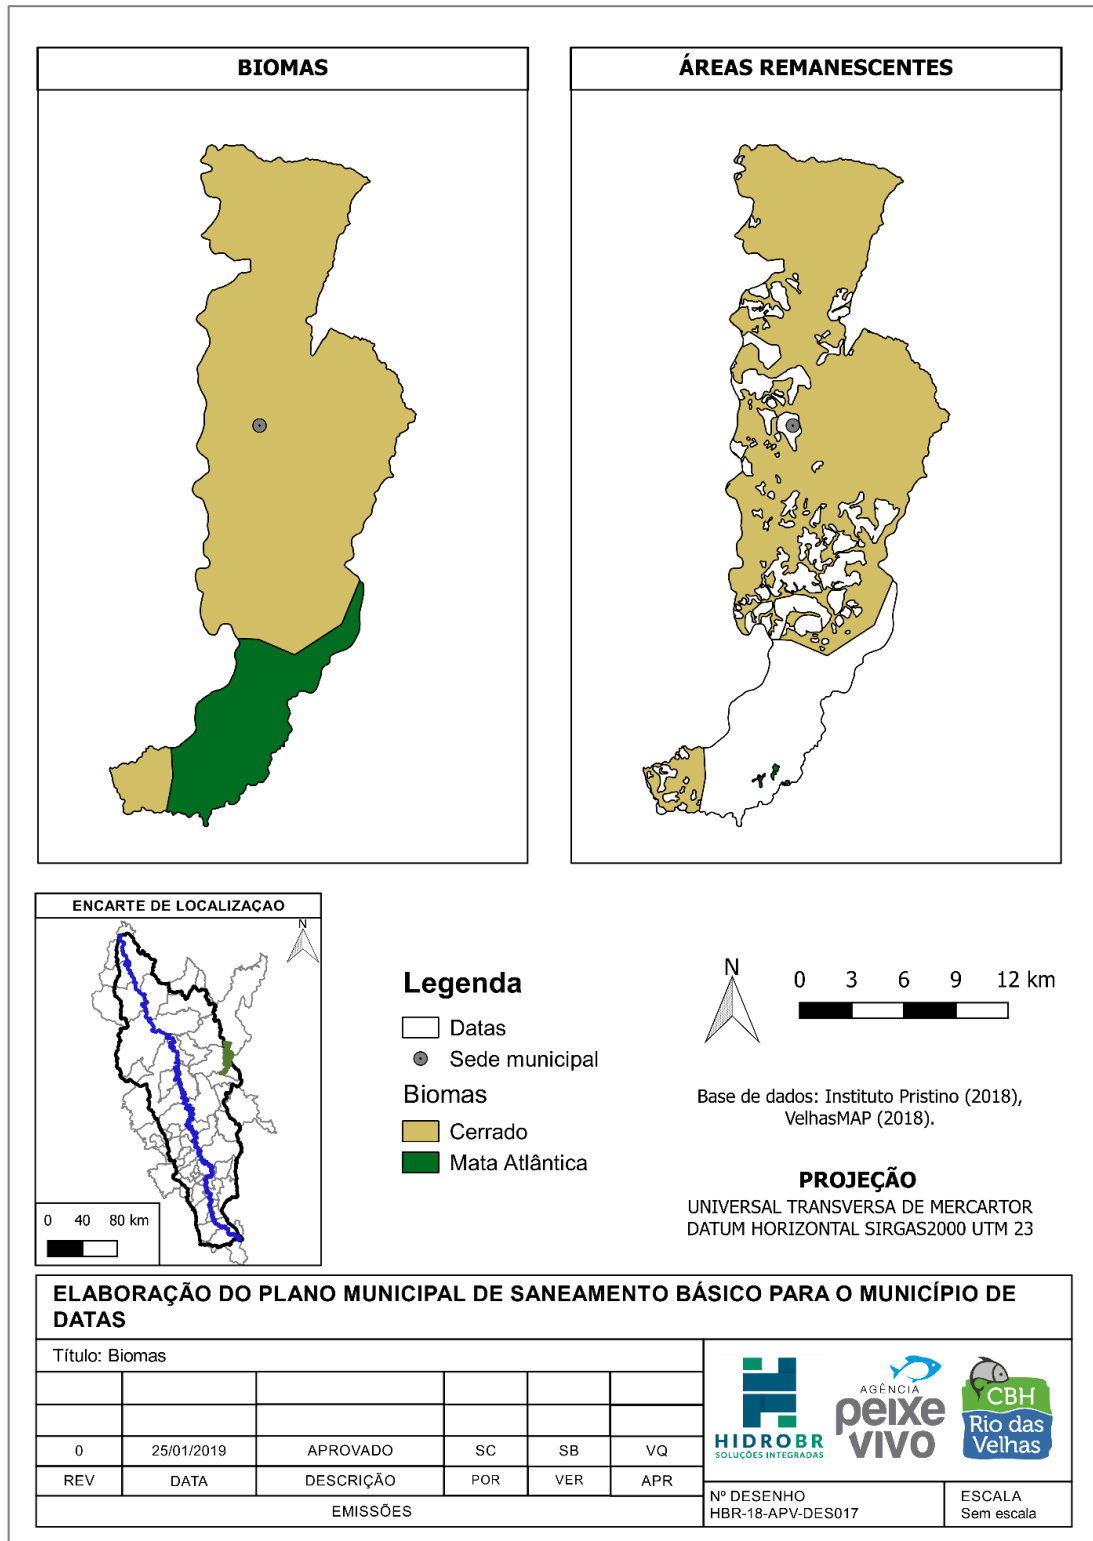 BIOMAS
ÁREAS REMANESCENTES
ENCARTE DE LOCALIZAÇAO
N
0 40 80 km
Legenda
Datas
Sede municipal
Biomas
Cerrado
Mata Atlântica
N
0 3 6 9 12 km
Base de dados: Instituto Pristino (2018),
VelhasMAP (2018).
PROJEÇÃO
UNIVERSAL TRANSVERSA DE MERCARTOR
DATUM HORIZONTAL SIRGAS2000 UTM 23
ELABORAÇÃO DO PLANO MUNICIPAL DE SANEAMENTO BÁSICO PARA O MUNICÍPIO DE
DATAS
Título: Biomas
0 25/01/2019 APROVADO SC SB VQ
REV DATA DESCRIÇÃO POR VER APR
EMISSÕES
HIDROBR
SOLUÇÕES INTEGRADAS
AGÊNCIA
peixe
vivo
CBH
Rio das
Velhas
Nº DESENHO
HBR-18-APV-DES017
ESCALA
Sem escala